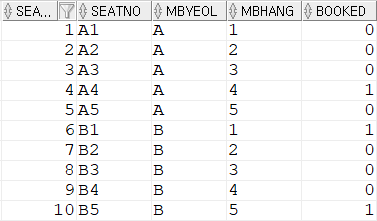 SEA... SEATNO MBYEOL MBHANG BOOKED
1 A1 A 1 0
2 A2 A 2 0
3 A3 A 3 0
4 A4 A 4 1
5 A5 A 5 0
6 B1 B 1 1
7 B2 B 2 0
8 B3 B 3 0
9 B4 B 4 0
10 B5 B 5 1